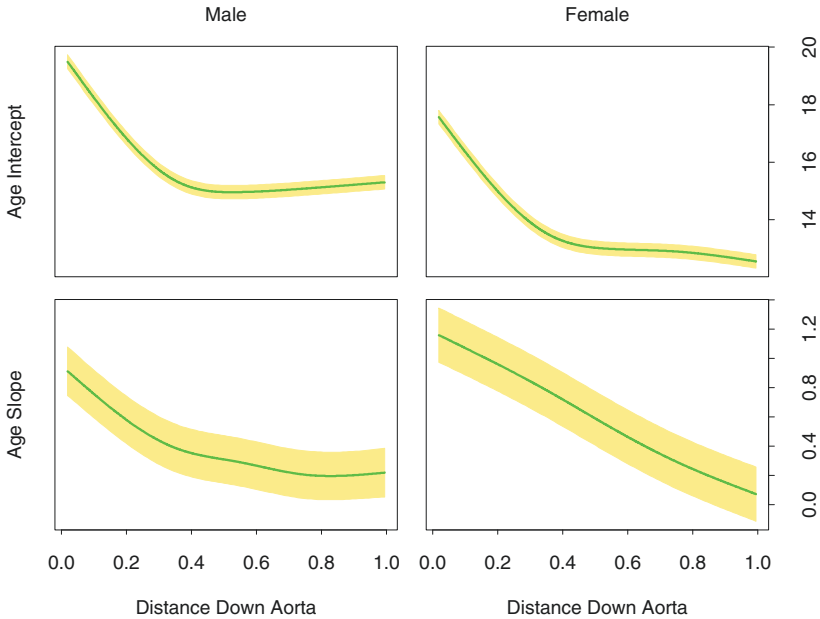 Male Female
Age Intercept
14 16 18 20
Age Slope
0.0 0.4 0.8 1.2
0.0 0.2 0.4 0.6 0.8 1.0 0.0 0.2 0.4 0.6 0.8 1.0
Distance Down Aorta Distance Down Aorta